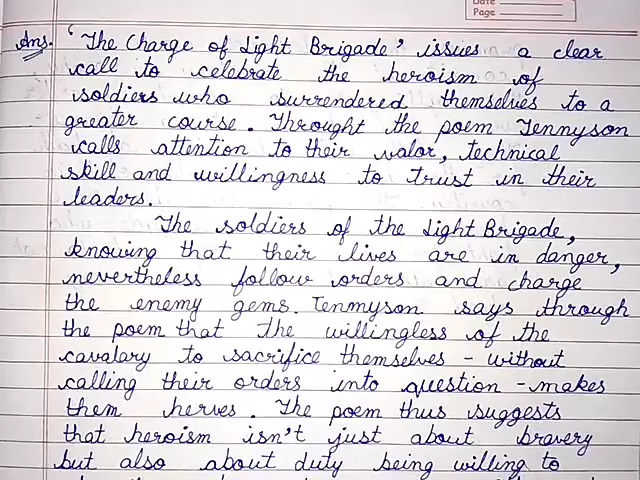 Date
Page
Ans. 'The Charge of Light Brigade' issues a clear
call to celebrate the heroism of
soldiers who surrendered themselves to a
greater course. Throught the poem Tennyson
calls attention to their valor, technical
skill and willingness to trust in their
leaders.
The soldiers of the Light Brigade,
knowing that their lives are in danger,
nevertheless follow orders and charge
the enemy gems. Tenmyson says through
the poem that the willingless of the
cavalary to sacrifice themselves - without
calling their orders into question - makes
them herves. The poem thus suggests
that heroism isn't just about bravery
but also about duty being willing to